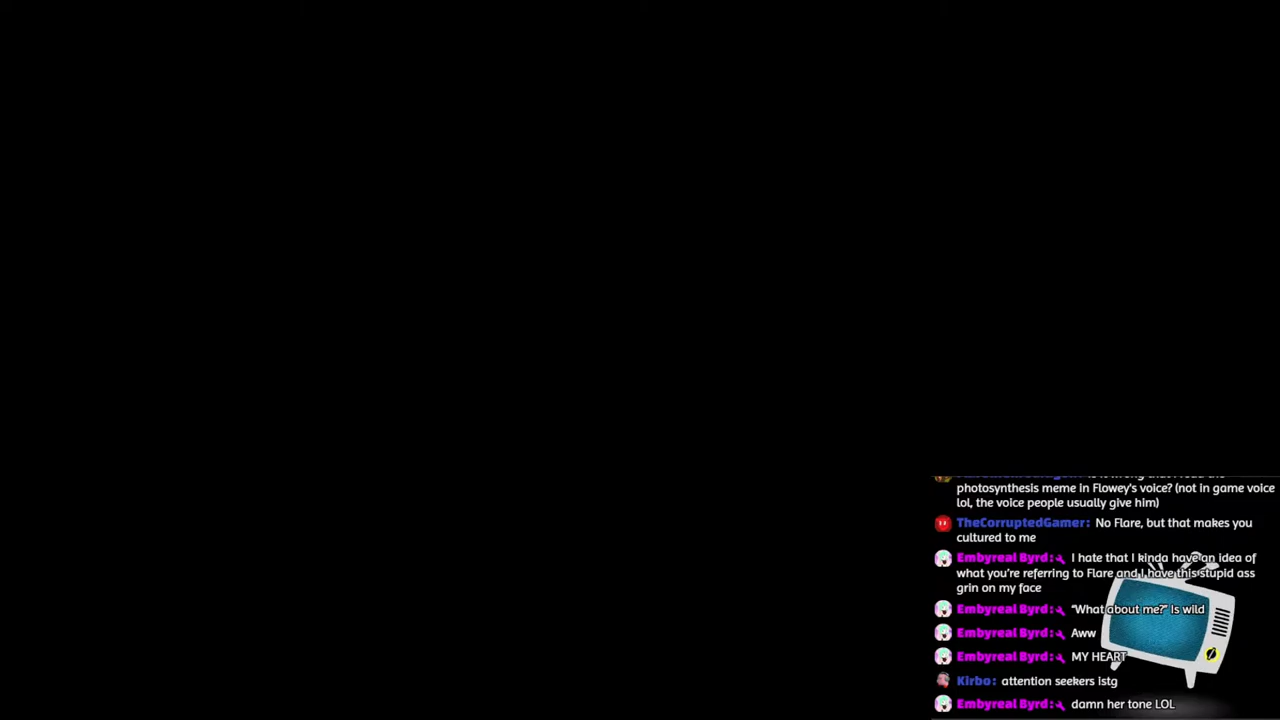 photosynthesis meme in Flowey's voice? (not in game voice
lol, the voice people usually give him)
TheCorruptedGamer: No Flare, but that makes you
cultured to me
Embyreal Byrd: I hate that I kinda have an idea of
what you're referring to Flare and I have this stupid ass
grin on my face
Embyreal Byrd: “What about me?” Is wild
Embyreal Byrd: Aww
Embyreal Byrd: MY HEART
Kirbo: attention seekers istg
Embyreal Byrd: damn her tone LOL